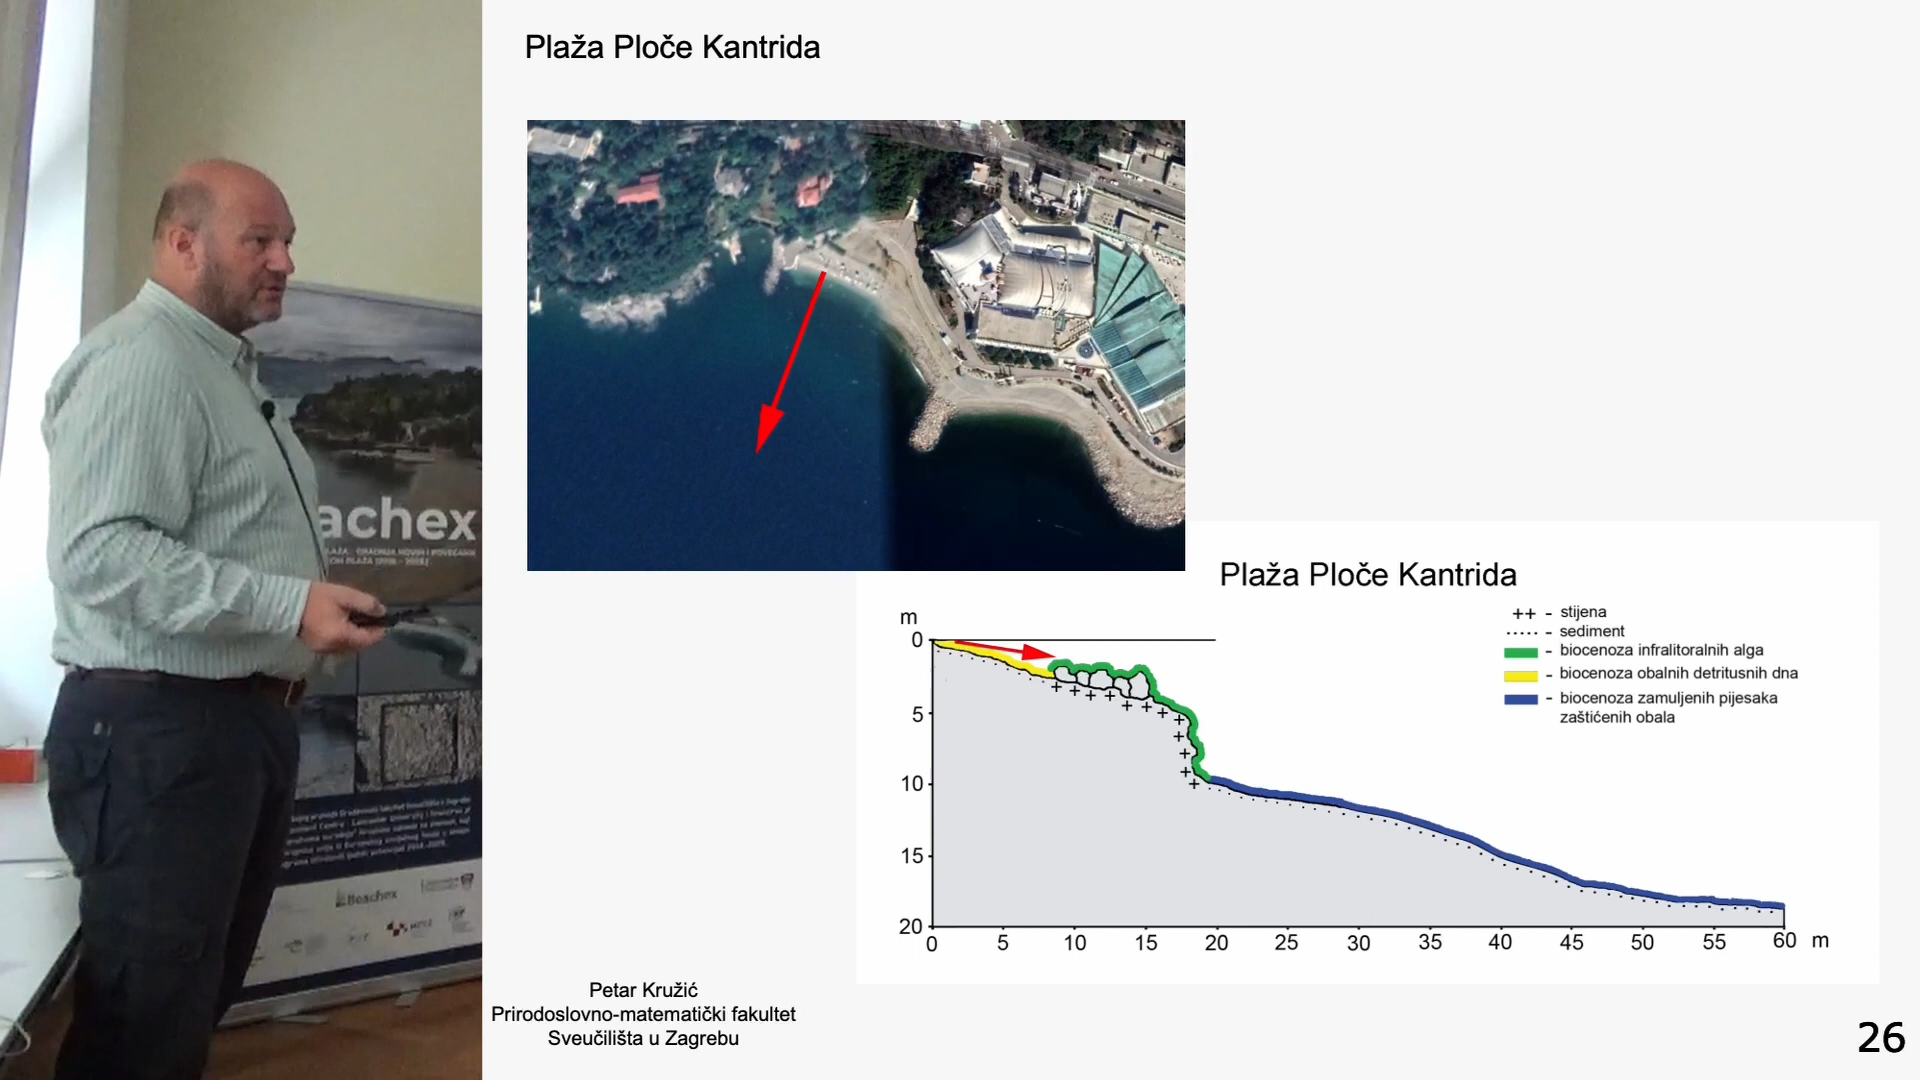 Plaža Ploče Kantrida
Plaža Ploče Kantrida
m
0
5
10
15
20
0 5 10 15 20 25 30 35 40 45 50 55 60 m
++ - stijena
...... - sediment
- biocenoza infralitoralnih alga
- biocenoza obalnih detritusnih dna
- biocenoza zamuljenih pijesaka
zaštićenih obala
Petar Kružić
Prirodoslovno-matematički fakultet
Sveučilišta u Zagrebu
26
achex
Beachex